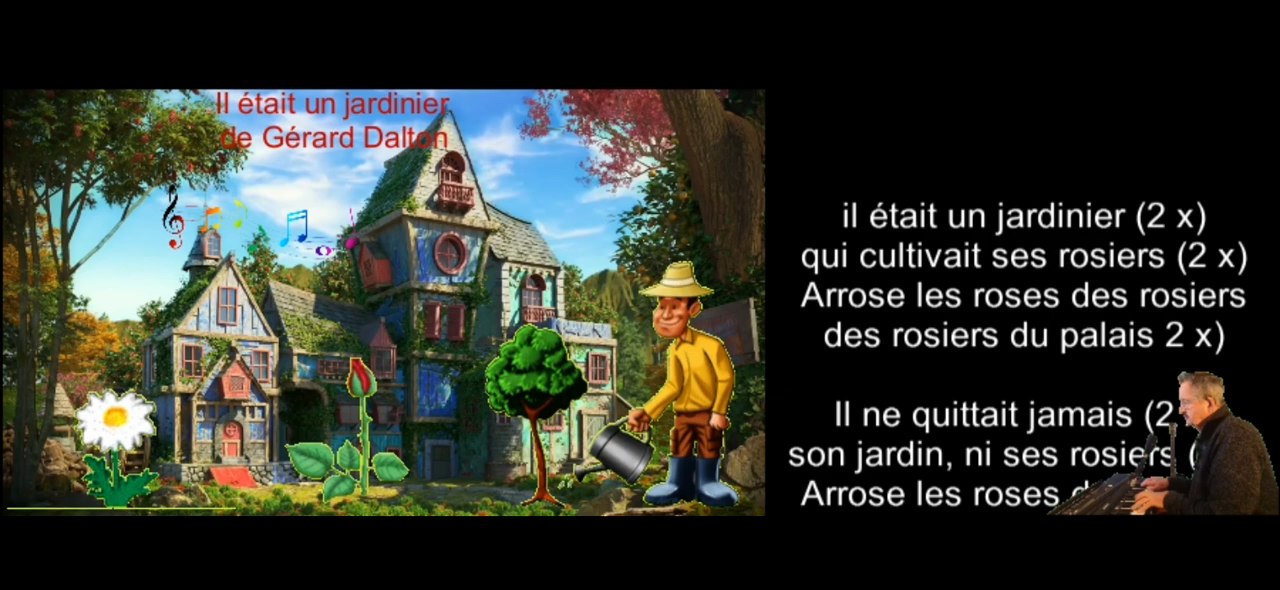 Il était un jardinier
de Gérard Dalton
il était un jardinier (2 x)
qui cultivait ses rosiers (2 x)
Arrose les roses des rosiers
des rosiers du palais 2 x)
Il ne quittait jamais (2
son jardin, ni ses rosiers (
Arrose les roses